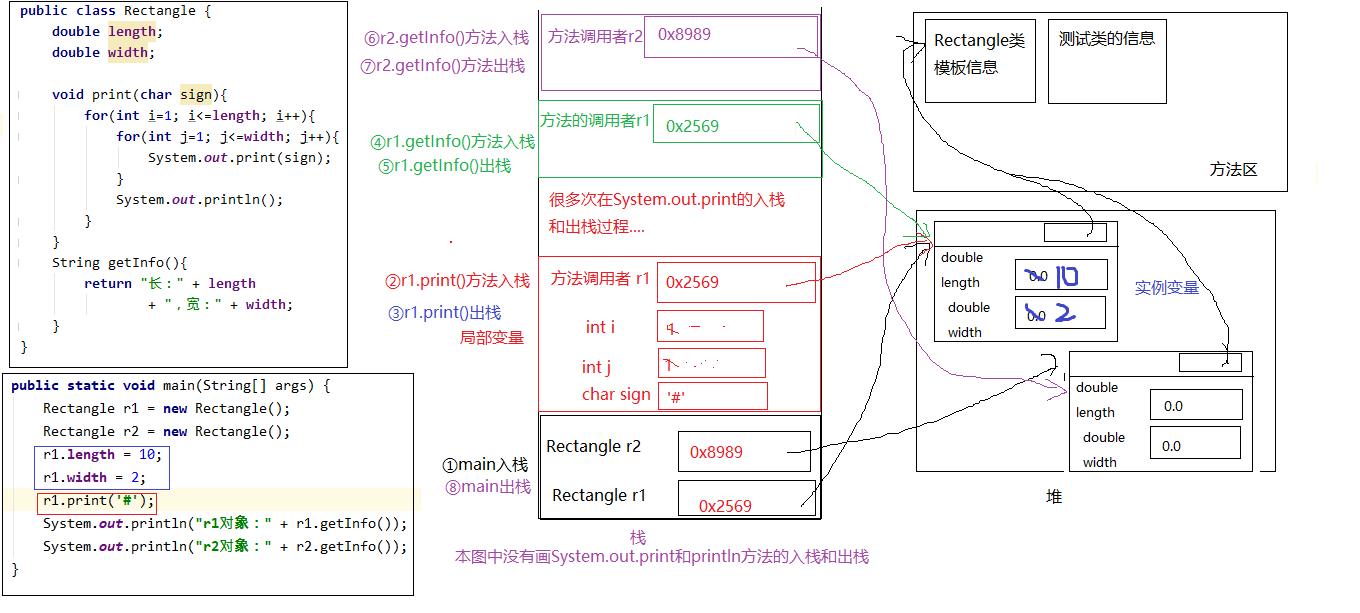 public class Rectangle {
double length;
double width;
void print(char sign){
for(int i=1; i<=length; i++){
for(int j=1; j<=width; j++){
System.out.print(sign);
}
System.out.println();
}
}
String getInfo(){
return "长：" + length
+ "，宽：" + width;
}
}
public static void main(String[] args) {
Rectangle r1 = new Rectangle();
Rectangle r2 = new Rectangle();
r1.length = 10;
r1.width = 2;
r1.print('#');
System.out.println("r1对象：" + r1.getInfo());
System.out.println("r2对象：" + r2.getInfo());
}
⑥r2.getInfo()方法入栈
⑦r2.getInfo()方法出栈
④r1.getInfo()方法入栈
⑤r1.getInfo()出栈
②r1.print()方法入栈
③r1.print()出栈
局部变量
①main入栈
⑧main出栈
方法调用者r2
0x8989
方法的调用者r1
0x2569
很多次在System.out.print的入栈
和出栈过程....
方法调用者 r1
0x2569
int i
1
int j
1
char sign
'#'
Rectangle r2
0x8989
Rectangle r1
0x2569
栈
本图中没有画System.out.print和println方法的入栈和出栈
Rectangle类
模板信息
测试类的信息
方法区
double
length
0.0 10
double
width
0.0 2
实例变量
double
length
0.0
double
width
0.0
堆